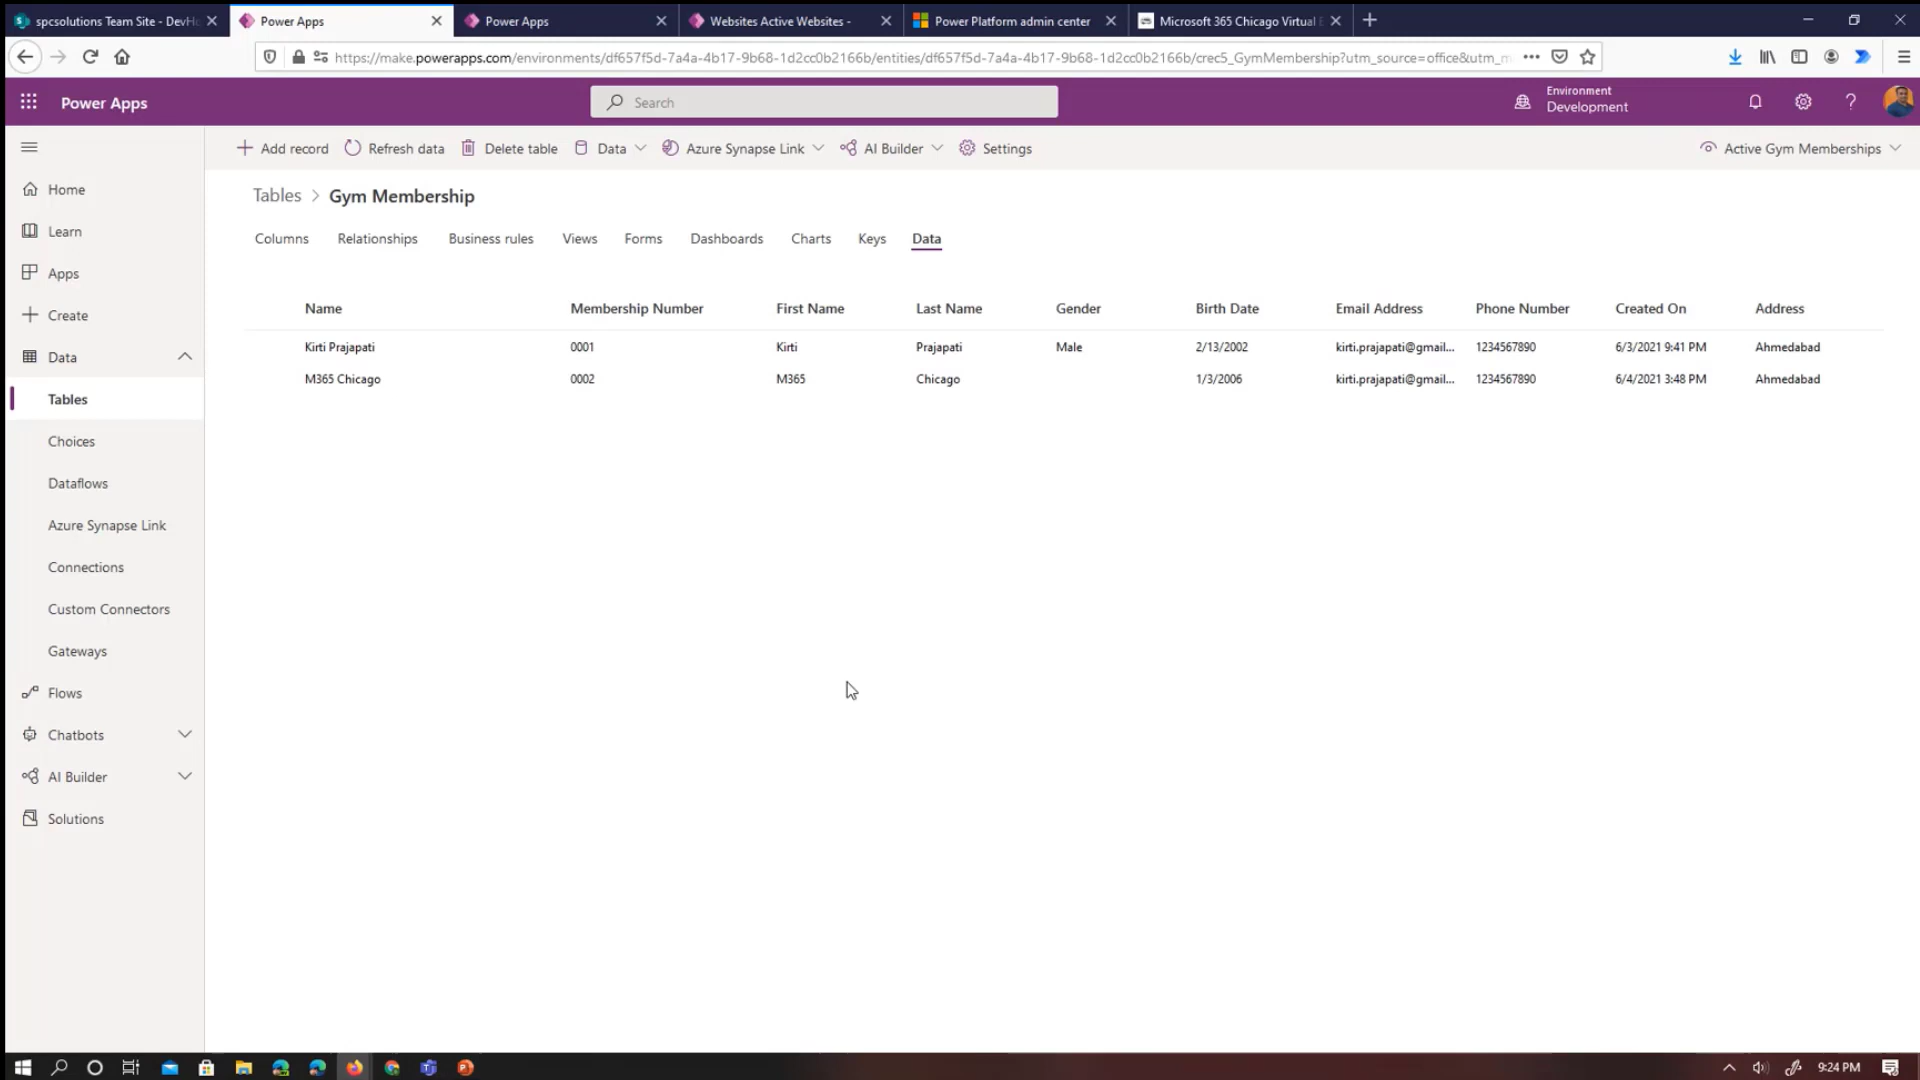 spcsolutions Team Site - DevHo
Power Apps
Power Apps
Websites Active Websites -
Power Platform admin center
Microsoft 365 Chicago Virtual
https://make.powerapps.com/environments/df657f5d-7a4a-4b17-9b68-1d2cc0b2166b/entities/df657f5d-7a4a-4b17-9b68-1d2cc0b2166b/crec5_GymMembership?utm_source=office&utm_m
Power Apps
Search
Environment
Development
Add record
Refresh data
Delete table
Data
Azure Synapse Link
AI Builder
Settings
Active Gym Memberships
Home
Learn
Apps
Create
Data
Tables
Choices
Dataflows
Azure Synapse Link
Connections
Custom Connectors
Gateways
Flows
Chatbots
AI Builder
Solutions
Tables > Gym Membership
Columns Relationships Business rules Views Forms Dashboards Charts Keys Data
Name Membership Number First Name Last Name Gender Birth Date Email Address Phone Number Created On Address
Kirti Prajapati 0001 Kirti Prajapati Male 2/13/2002 kirti.prajapati@gmail... 1234567890 6/3/2021 9:41 PM Ahmedabad
M365 Chicago 0002 M365 Chicago 1/3/2006 kirti.prajapati@gmail... 1234567890 6/4/2021 3:48 PM Ahmedabad
9:24 PM